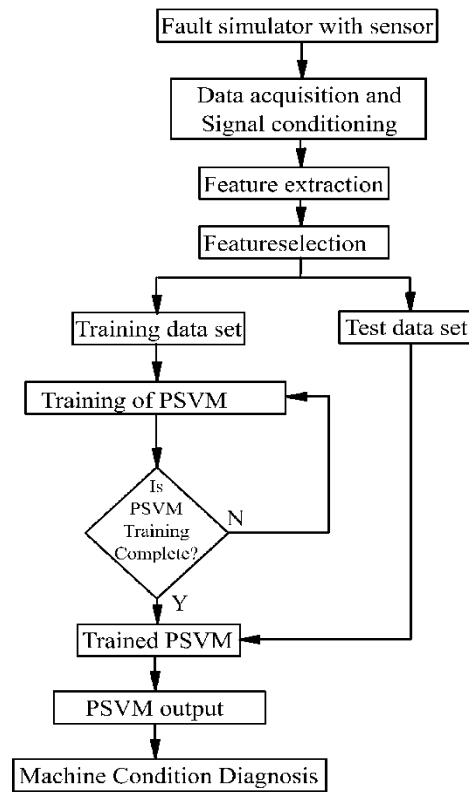 Fault simulator with sensor
Data acquisition and
Signal conditioning
Feature extraction
Featureselection
Training data set
Test data set
Training of PSVM
Is
PSVM
Training
Complete?
N
Y
Trained PSVM
PSVM output
Machine Condition Diagnosis